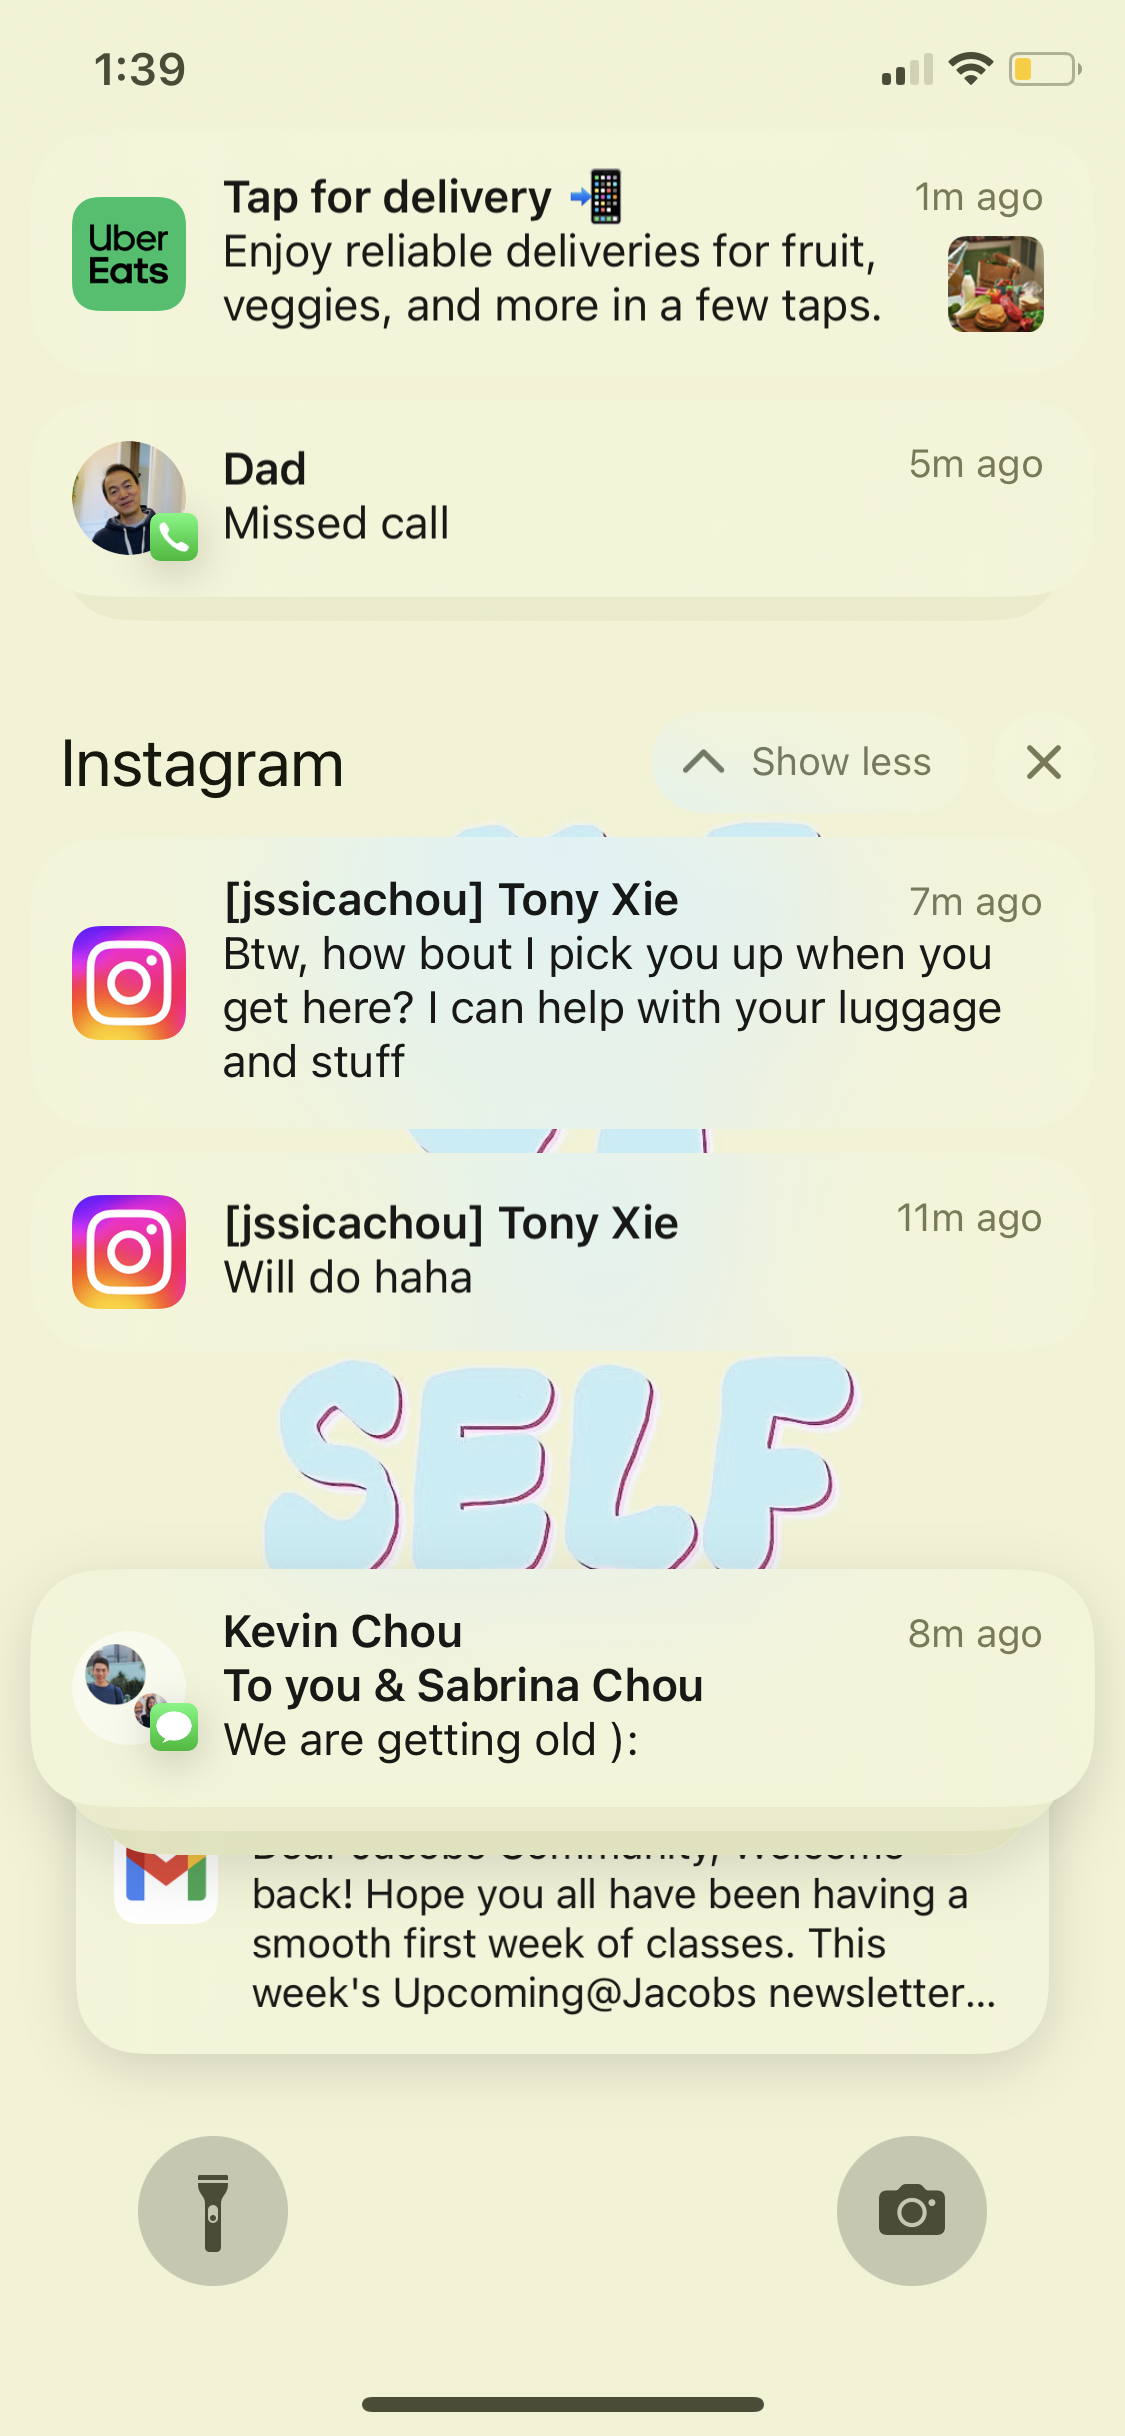 1:39
Uber
Eats
Tap for delivery 📲
1m ago
Enjoy reliable deliveries for fruit,
veggies, and more in a few taps.
Dad
5m ago
Missed call
Instagram
Show less
[jssicachou] Tony Xie
7m ago
Btw, how bout I pick you up when you
get here? I can help with your luggage
and stuff
[jssicachou] Tony Xie
11m ago
Will do haha
SELF
Kevin Chou
8m ago
To you & Sabrina Chou
We are getting old ):
Dear Jacobs Community, Welcome
back! Hope you all have been having a
smooth first week of classes. This
week's Upcoming@Jacobs newsletter...